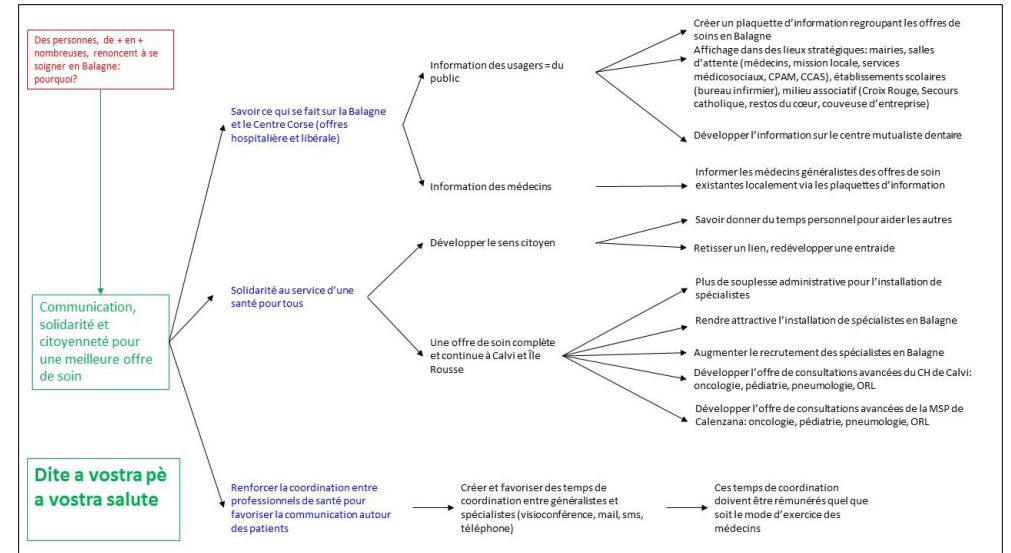 Des personnes, de + en +
nombreuses, renoncent à se
soigner en Balagne:
pourquoi?
Communication,
solidarité et
citoyenneté pour
une meilleure offre
de soin
Dite a vostra pè
a vostra salute
Savoir ce qui se fait sur la Balagne
et le Centre Corse (offres
hospitalière et libérale)
Information des usagers = du
public
Créer un plaquette d'information regroupant les offres de
soins en Balagne
Affichage dans des lieux stratégiques: mairies, salles
d'attente (médecins, mission locale, services
médicosociaux, CPAM, CCAS), établissements scolaires
(bureau infirmier), milieu associatif (Croix Rouge, Secours
catholique, restos du cœur, couveuse d'entreprise)
Développer l'information sur le centre mutualiste dentaire
Information des médecins
Informer les médecins généralistes des offres de soin
existantes localement via les plaquettes d'information
Solidarité au service d'une
santé pour tous
Développer le sens citoyen
Savoir donner du temps personnel pour aider les autres
Retisser un lien, redévelopper une entraide
Une offre de soin complète
et continue à Calvi et Île
Rousse
Plus de souplesse administrative pour l'installation de
spécialistes
Rendre attractive l'installation de spécialistes en Balagne
Augmenter le recrutement des spécialistes en Balagne
Développer l'offre de consultations avancées du CH de Calvi:
oncologie, pédiatrie, pneumologie, ORL
Développer l'offre de consultations avancées de la MSP de
Calenzana: oncologie, pédiatrie, pneumologie, ORL
Renforcer la coordination entre
professionnels de santé pour
favoriser la communication autour
des patients
Créer et favoriser des temps de
coordination entre généralistes et
spécialistes (visioconférence, mail, sms,
téléphone)
Ces temps de coordination
doivent être rémunérés quel que
soit le mode d'exercice des
médecins